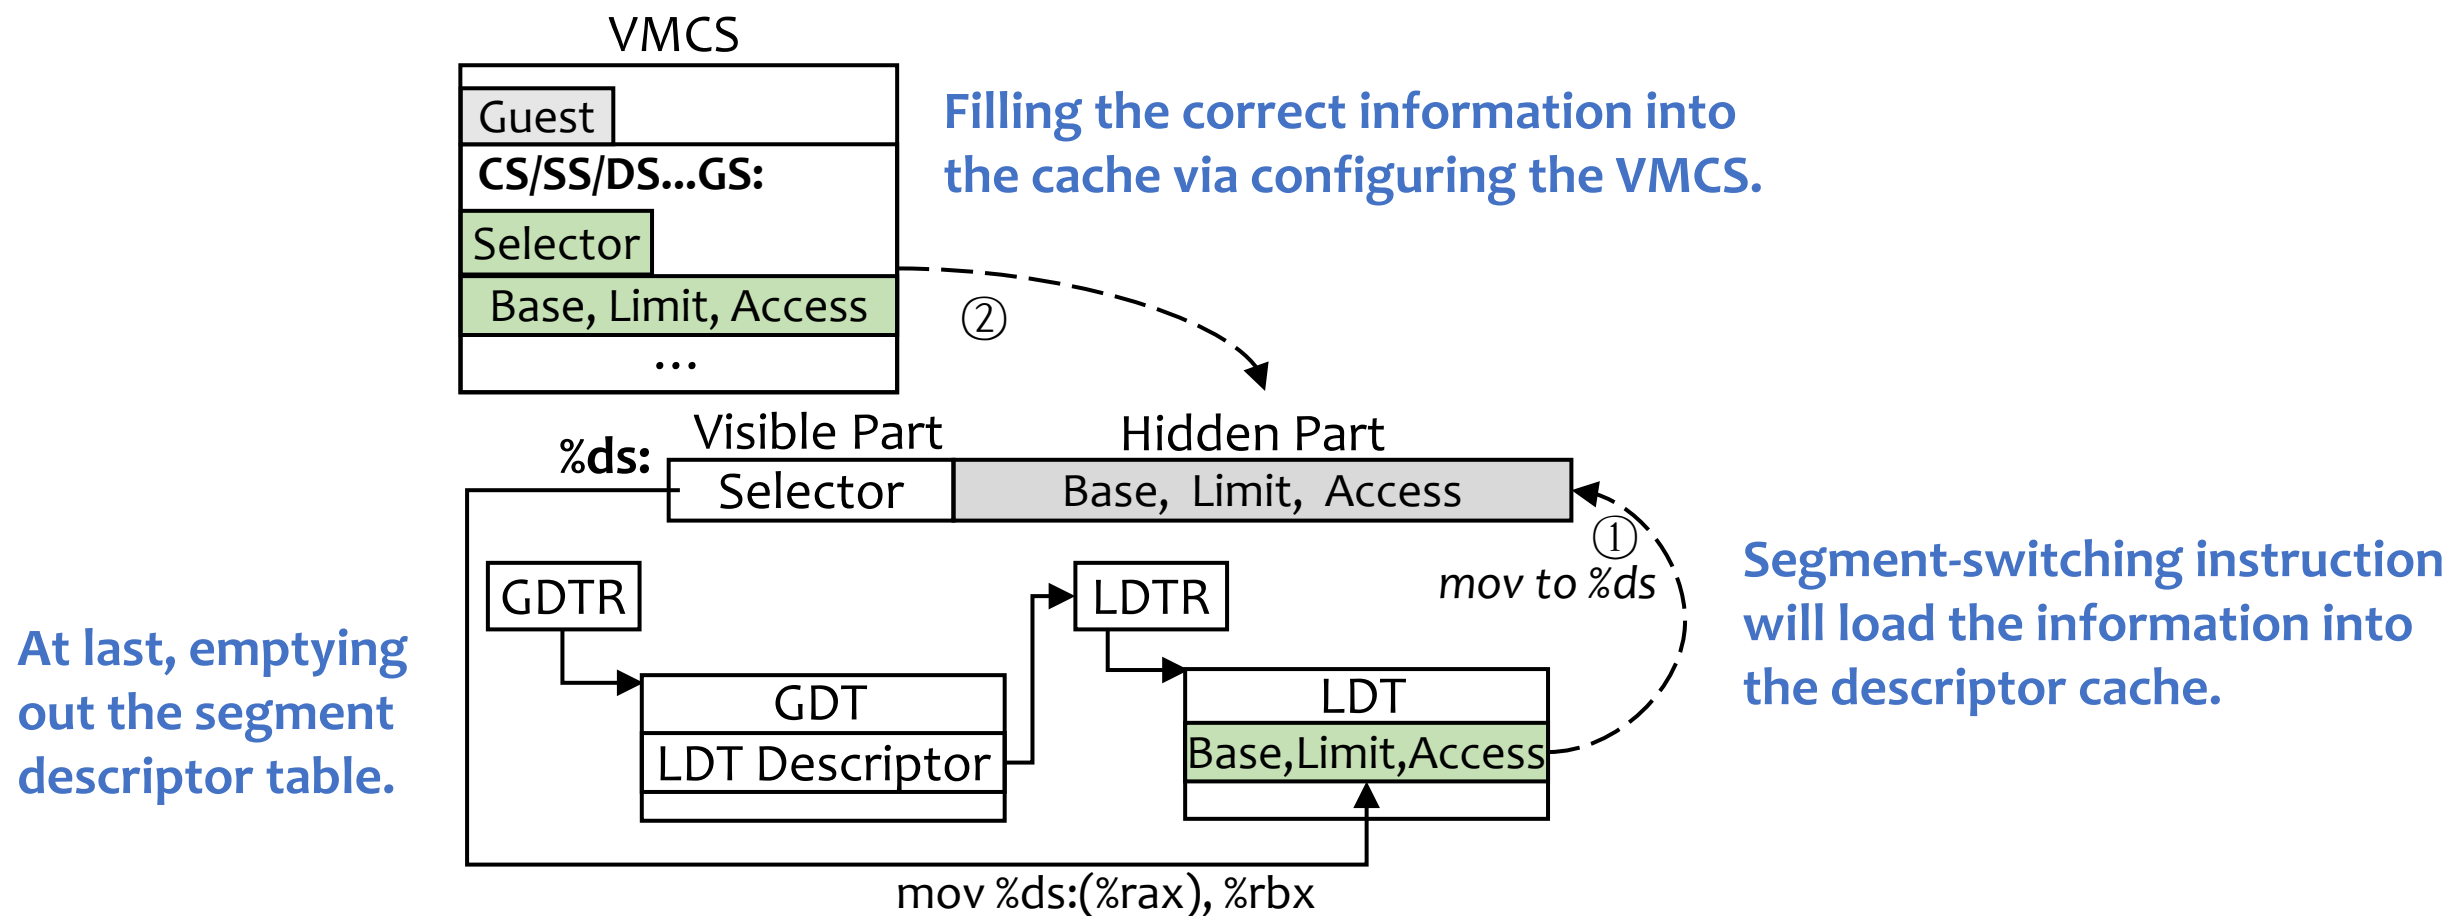 VMCS
Guest
CS/SS/DS...GS:
Selector
Base, Limit, Access
...
Filling the correct information into
the cache via configuring the VMCS.
②
Visible Part
Hidden Part
%ds:
Selector
Base, Limit, Access
①
mov to %ds
Segment-switching instruction
will load the information into
the descriptor cache.
GDTR
LDTR
At last, emptying
out the segment
descriptor table.
GDT
LDT Descriptor
LDT
Base,Limit,Access
mov %ds:(%rax), %rbx